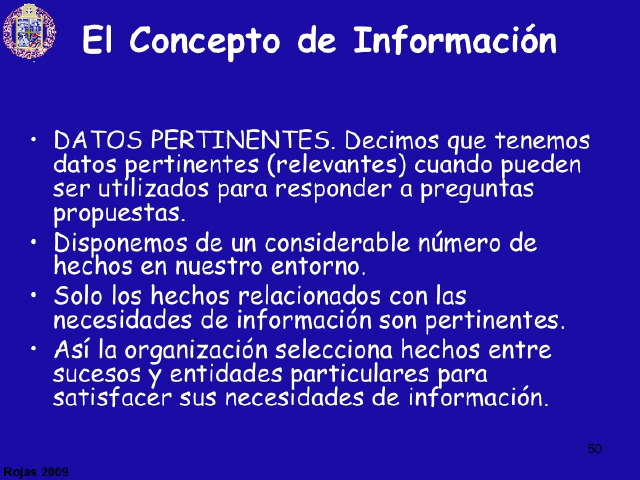 El Concepto de Información
• DATOS PERTINENTES. Decimos que tenemos
datos pertinentes (relevantes) cuando pueden
ser utilizados para responder a preguntas
propuestas.
• Disponemos de un considerable número de
hechos en nuestro entorno.
• Solo los hechos relacionados con las
necesidades de información son pertinentes.
• Así la organización selecciona hechos entre
sucesos y entidades particulares para
satisfacer sus necesidades de información.
50
Rojas 2009